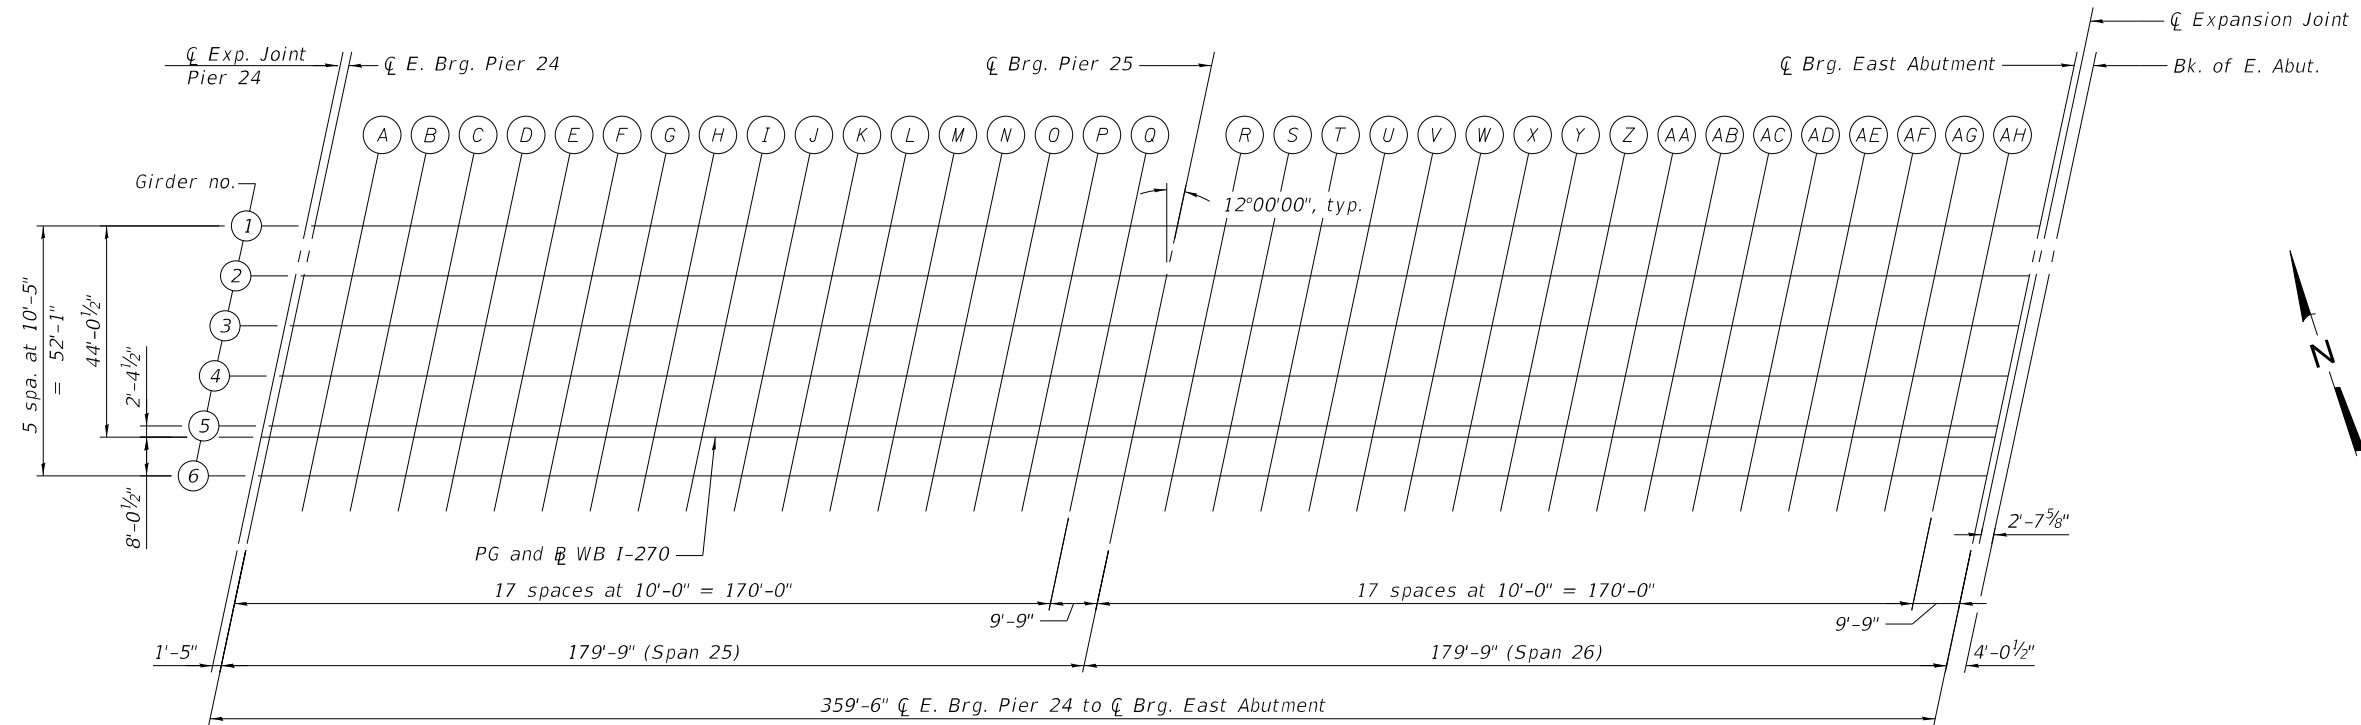 ℄ Expansion Joint
℄ Exp. Joint
Pier 24
℄ E. Brg. Pier 24
℄ Brg. Pier 25
℄ Brg. East Abutment
Bk. of E. Abut.
A B C D E F G H I J K L M N O P Q R S T U V W X Y Z AA AB AC AD AE AF AG AH
Girder no.
12°00'00", typ.
1
2
3
4
5
6
5 spa. at 10'-5"
= 52'-1"
44'-0½"
2'-4½"
8'-0½"
N
2'-7⅝"
PG and ⅊ WB I-270
17 spaces at 10'-0" = 170'-0"
17 spaces at 10'-0" = 170'-0"
9'-9"
9'-9"
1'-5"
179'-9" (Span 25)
179'-9" (Span 26)
4'-0½"
359'-6" ℄ E. Brg. Pier 24 to ℄ Brg. East Abutment